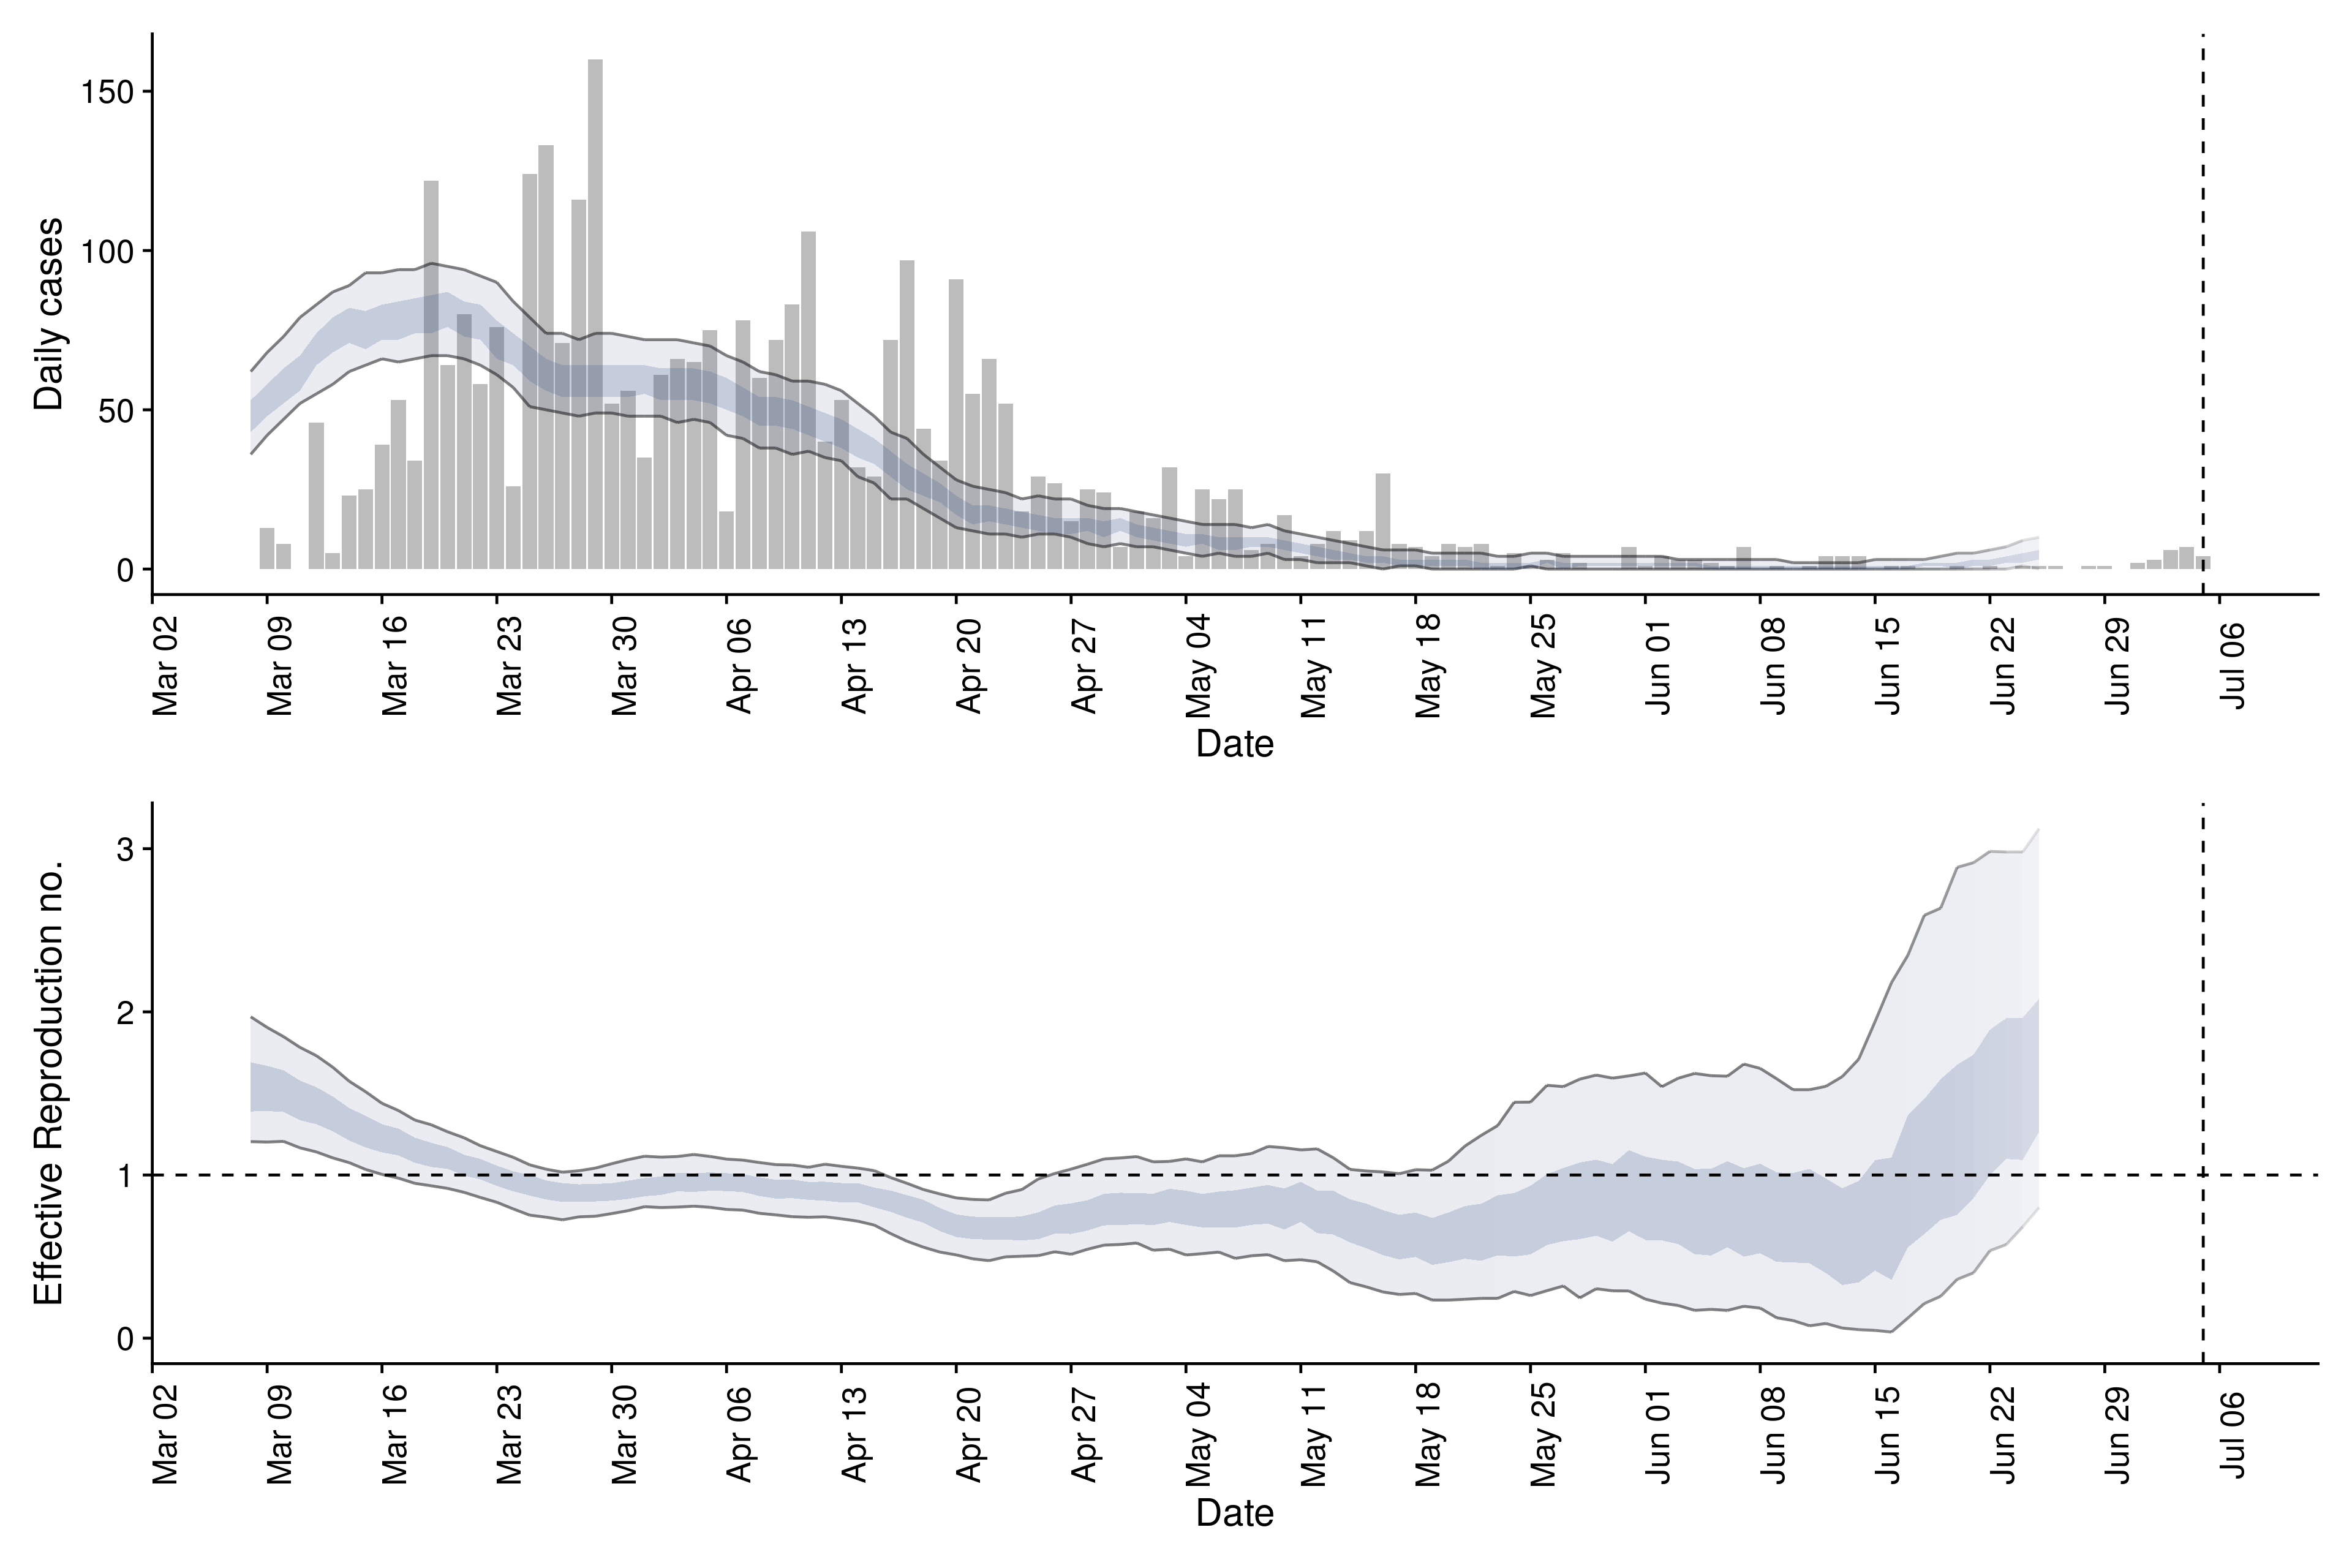 Daily cases
150
100
50
0
Mar 02
Mar 09
Mar 16
Mar 23
Mar 30
Apr 06
Apr 13
Apr 20
Apr 27
May 04
May 11
May 18
May 25
Jun 01
Jun 08
Jun 15
Jun 22
Jun 29
Jul 06
Date
Effective Reproduction no.
3
2
1
0
Mar 02
Mar 09
Mar 16
Mar 23
Mar 30
Apr 06
Apr 13
Apr 20
Apr 27
May 04
May 11
May 18
May 25
Jun 01
Jun 08
Jun 15
Jun 22
Jun 29
Jul 06
Date